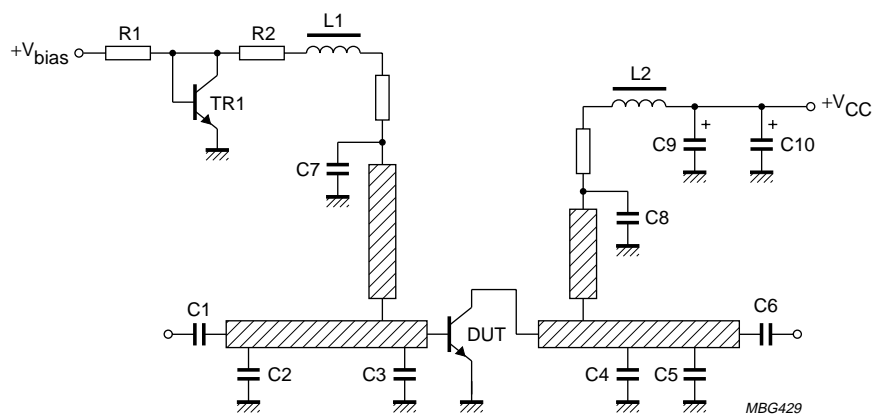 L1
R1
R2
+Vbias
TR1
L2
+VCC
C9
+
+
C10
C7
C8
C1
C6
DUT
C2
C3
C4
C5
MBG429